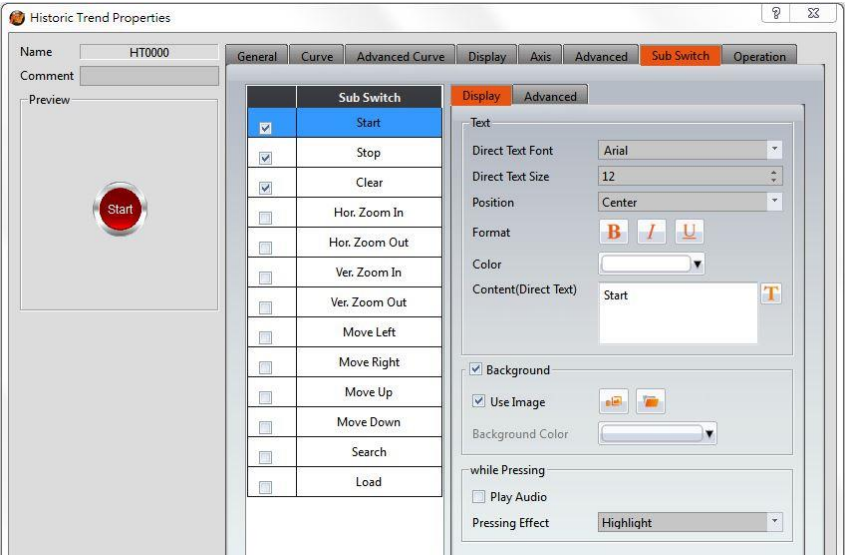 Historic Trend Properties
Name HT0000
Comment
Preview
Start
General Curve Advanced Curve Display Axis Advanced Sub Switch Operation
Sub Switch
Start
Stop
Clear
Hor. Zoom In
Hor. Zoom Out
Ver. Zoom In
Ver. Zoom Out
Move Left
Move Right
Move Up
Move Down
Search
Load
Display Advanced
Text
Direct Text Font Arial
Direct Text Size 12
Position Center
Format B I U
Color
Content(Direct Text) Start T
Background
Use Image
Background Color
while Pressing
Play Audio
Pressing Effect Highlight